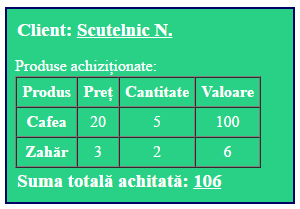 Client: Scutelnic N.
Produse achiziționate:
Produs Preț Cantitate Valoare
Cafea 20 5 100
Zahăr 3 2 6
Suma totală achitată: 106